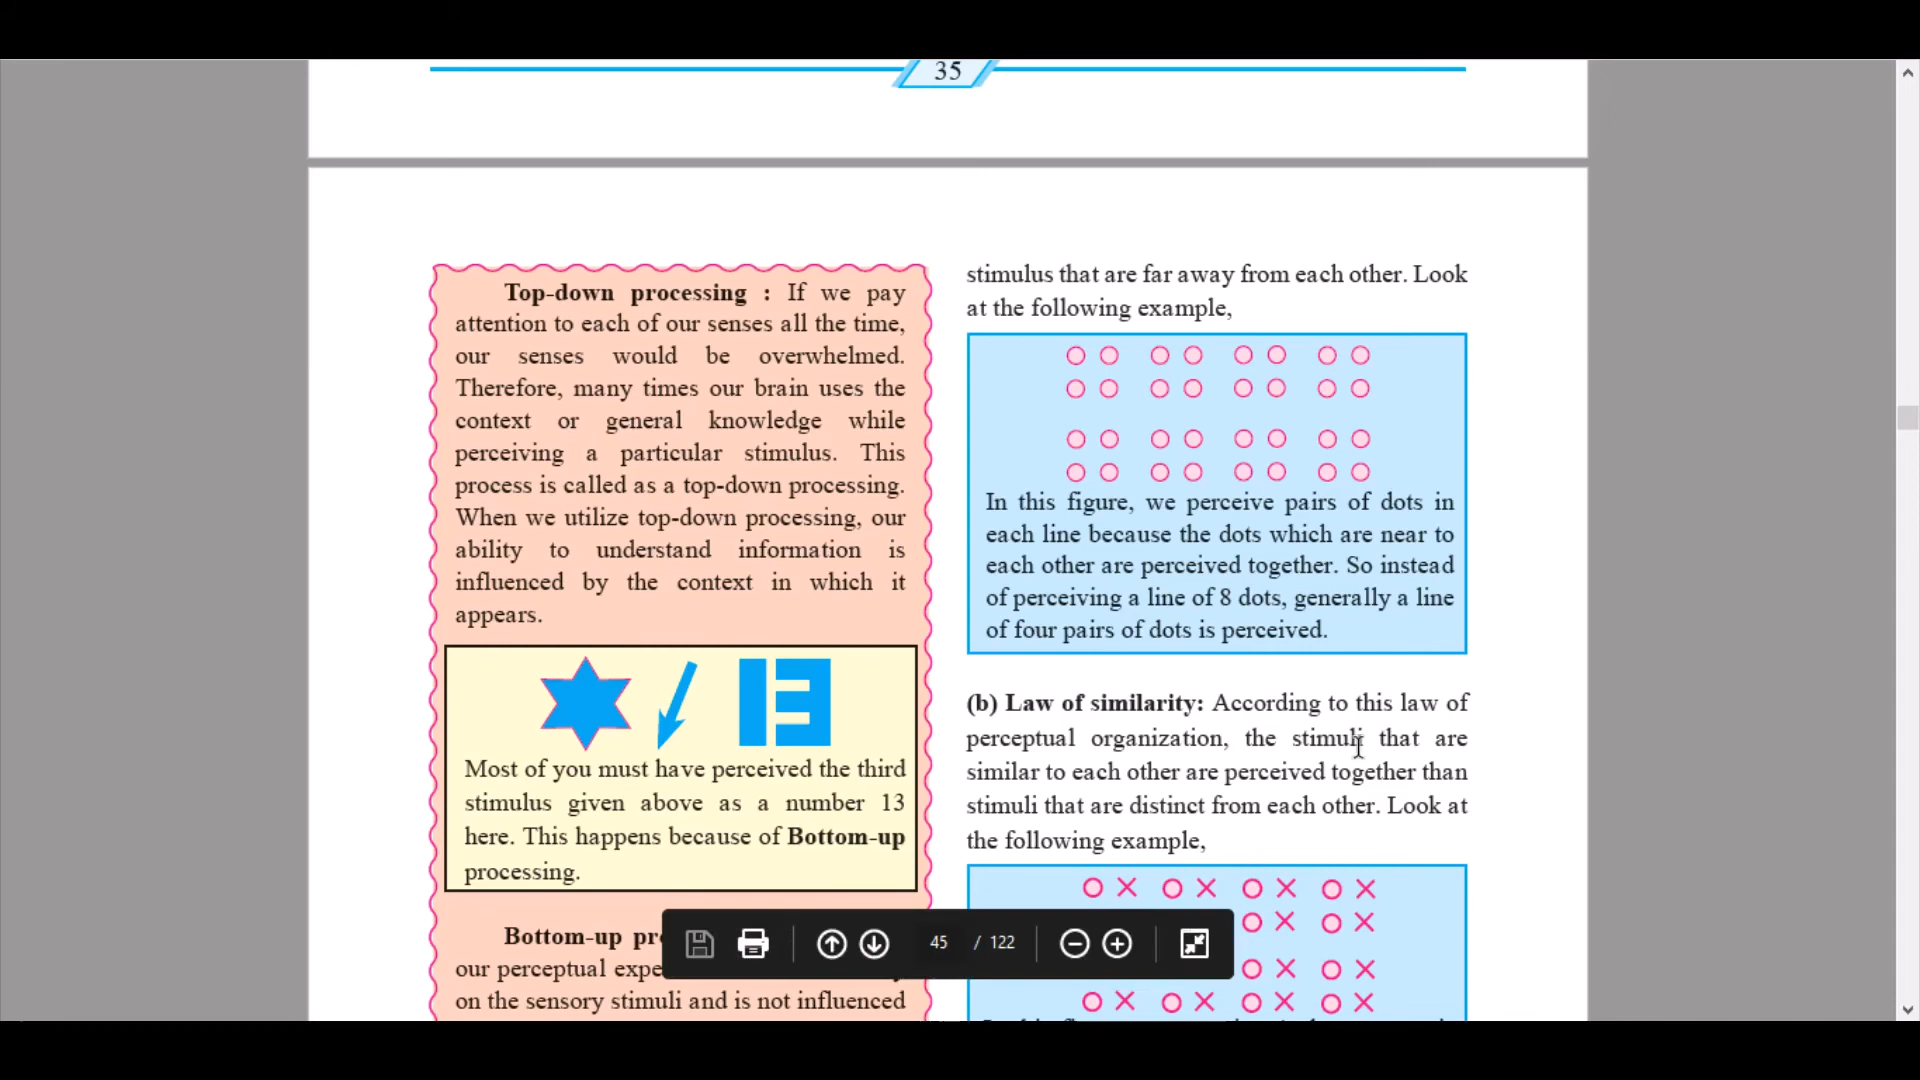 35
Top-down processing : If we pay
attention to each of our senses all the time,
our senses would be overwhelmed.
Therefore, many times our brain uses the
context or general knowledge while
perceiving a particular stimulus. This
process is called as a top-down processing.
When we utilize top-down processing, our
ability to understand information is
influenced by the context in which it
appears.
13
Most of you must have perceived the third
stimulus given above as a number 13
here. This happens because of Bottom-up
processing.
Bottom-up
our perceptual
on the sensory stimuli and is not influenced
stimulus that are far away from each other. Look
at the following example,
In this figure, we perceive pairs of dots in
each line because the dots which are near to
each other are perceived together. So instead
of perceiving a line of 8 dots, generally a line
of four pairs of dots is perceived.
(b) Law of similarity: According to this law of
perceptual organization, the stimuli that are
similar to each other are perceived together than
stimuli that are distinct from each other. Look at
the following example,
45 / 122